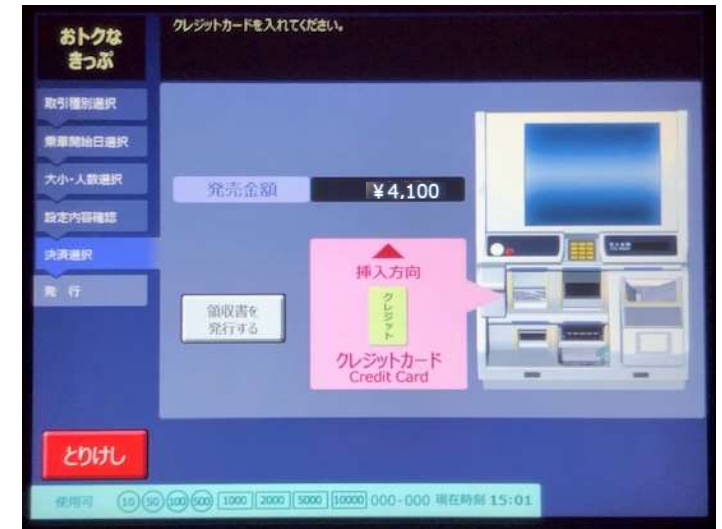 おトクな
きっぷ
クレジットカードを入れてください。
取引種別選択
乗車開始日選択
大小・人数選択
設定内容確認
決済選択
発 行
発売金額
¥4,100
挿入方向
クレジット
クレジットカード
Credit Card
領収書を
発行する
とりけし
使用可 10 50 100 500 1000 2000 5000 10000 000-000 現在時刻 15:01